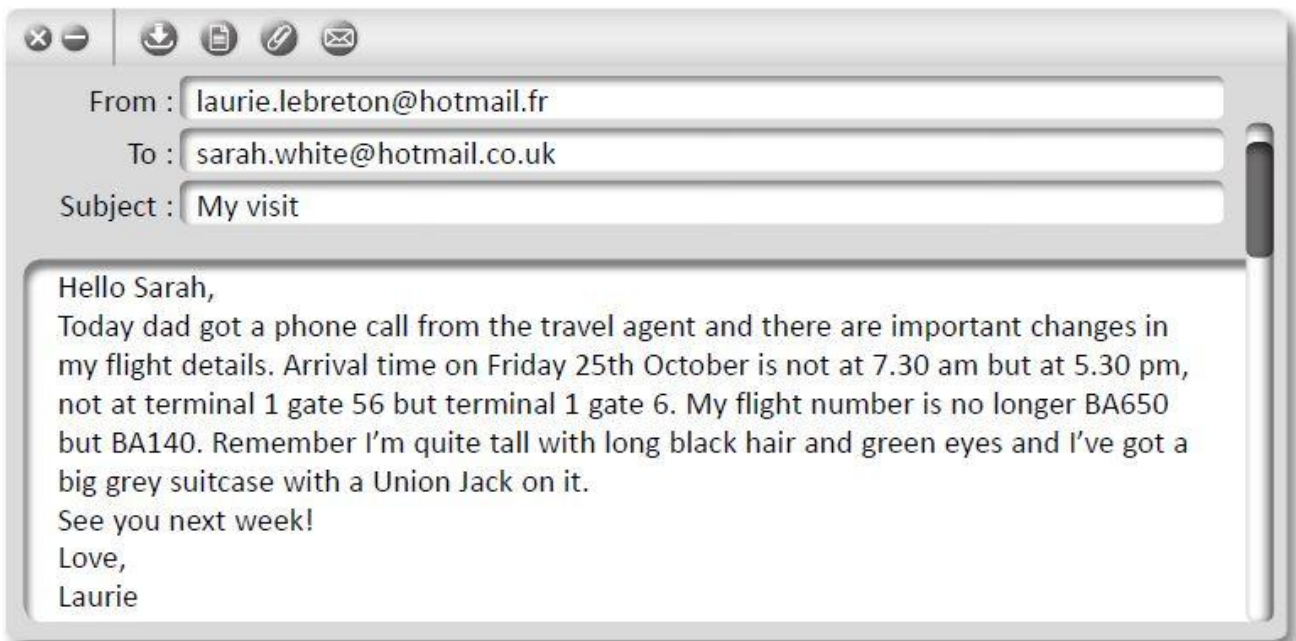 From : laurie.lebreton@hotmail.fr
To : sarah.white@hotmail.co.uk
Subject : My visit
Hello Sarah,
Today dad got a phone call from the travel agent and there are important changes in
my flight details. Arrival time on Friday 25th October is not at 7.30 am but at 5.30 pm,
not at terminal 1 gate 56 but terminal 1 gate 6. My flight number is no longer BA650
but BA140. Remember I’m quite tall with long black hair and green eyes and I’ve got a
big grey suitcase with a Union Jack on it.
See you next week!
Love,
Laurie